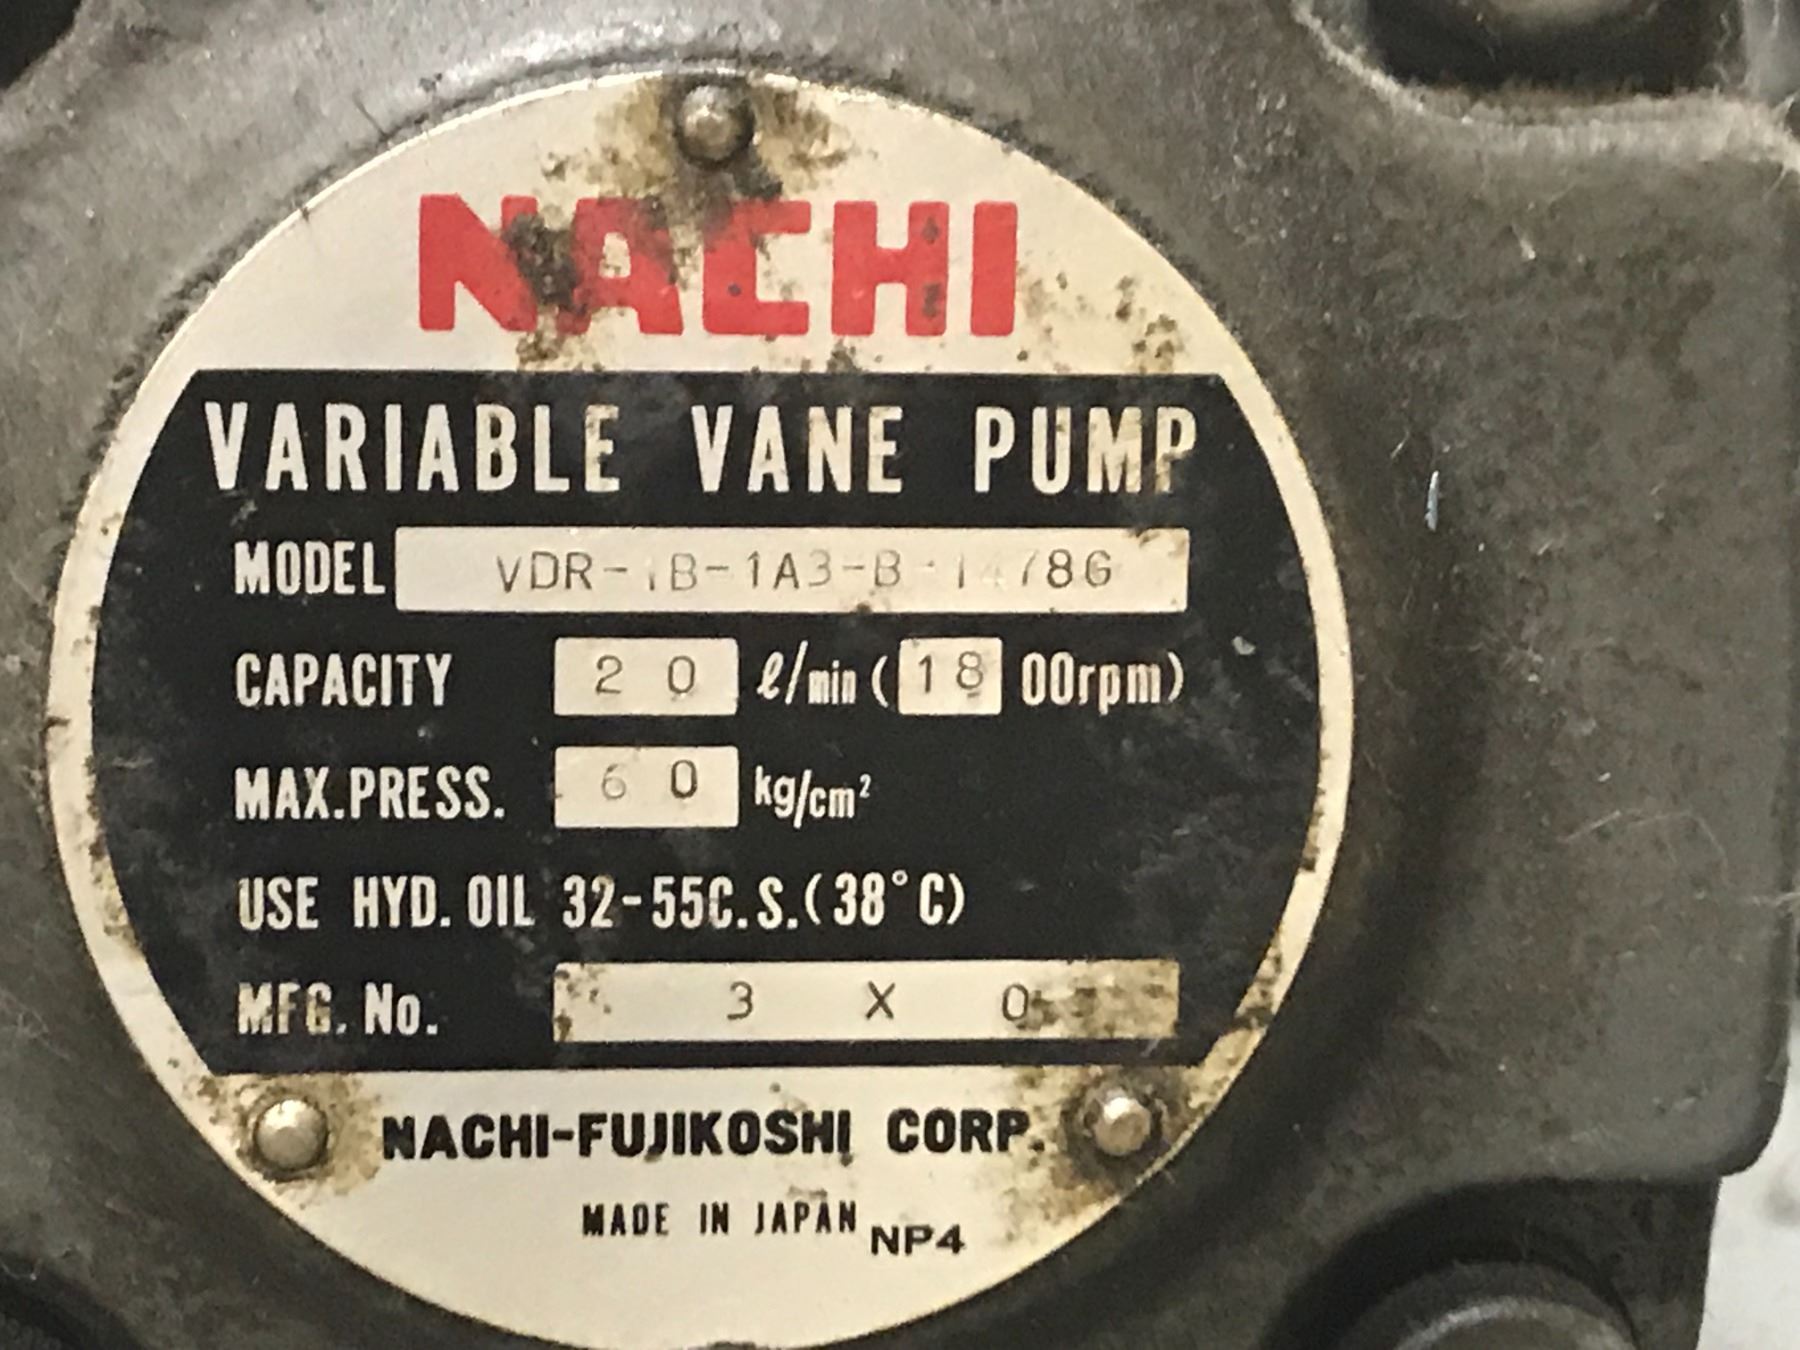 NACHI
VARIABLE VANE PUMP
MODEL VDR-1B-1A3-B
CAPACITY 20 ℓ/min (1800rpm)
MAX.PRESS. 60 kg/cm²
USE HYD. OIL 32-55C.S.(38°C)
MFG. No. 3 X 0
NACHI-FUJIKOSHI CORP.
MADE IN JAPAN NP4